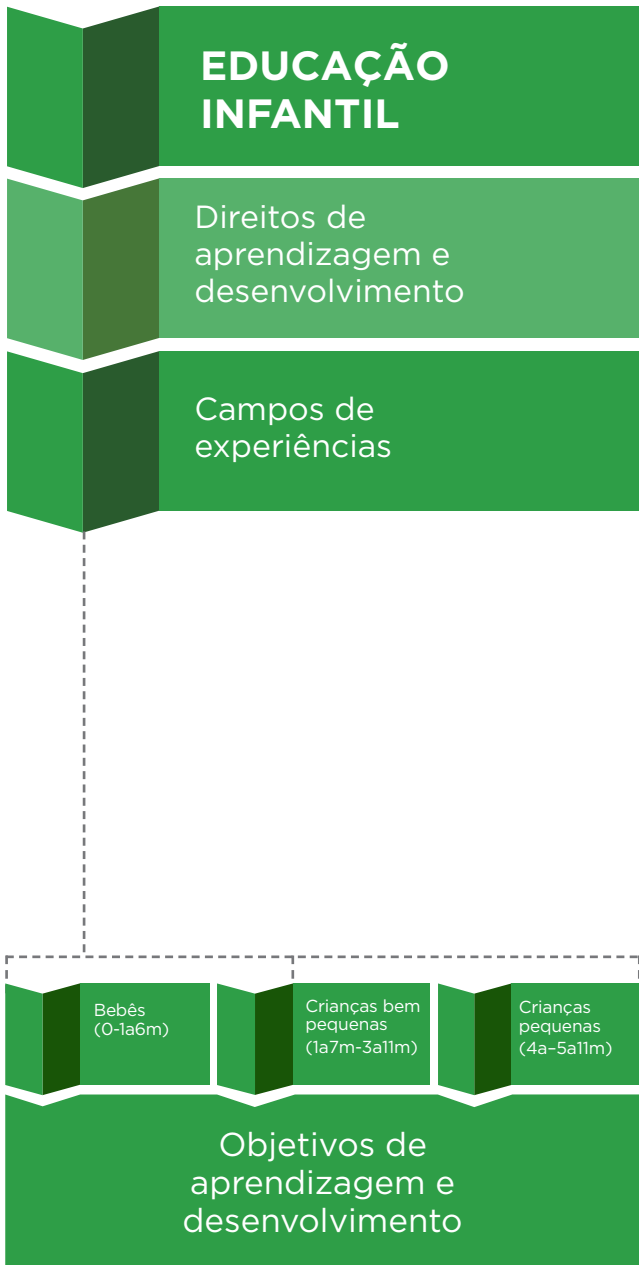 EDUCAÇÃO
INFANTIL
Direitos de
aprendizagem e
desenvolvimento
Campos de
experiências
Bebês
(0-1a6m)
Crianças bem
pequenas
(1a7m-3a11m)
Crianças
pequenas
(4a–5a11m)
Objetivos de
aprendizagem e
desenvolvimento